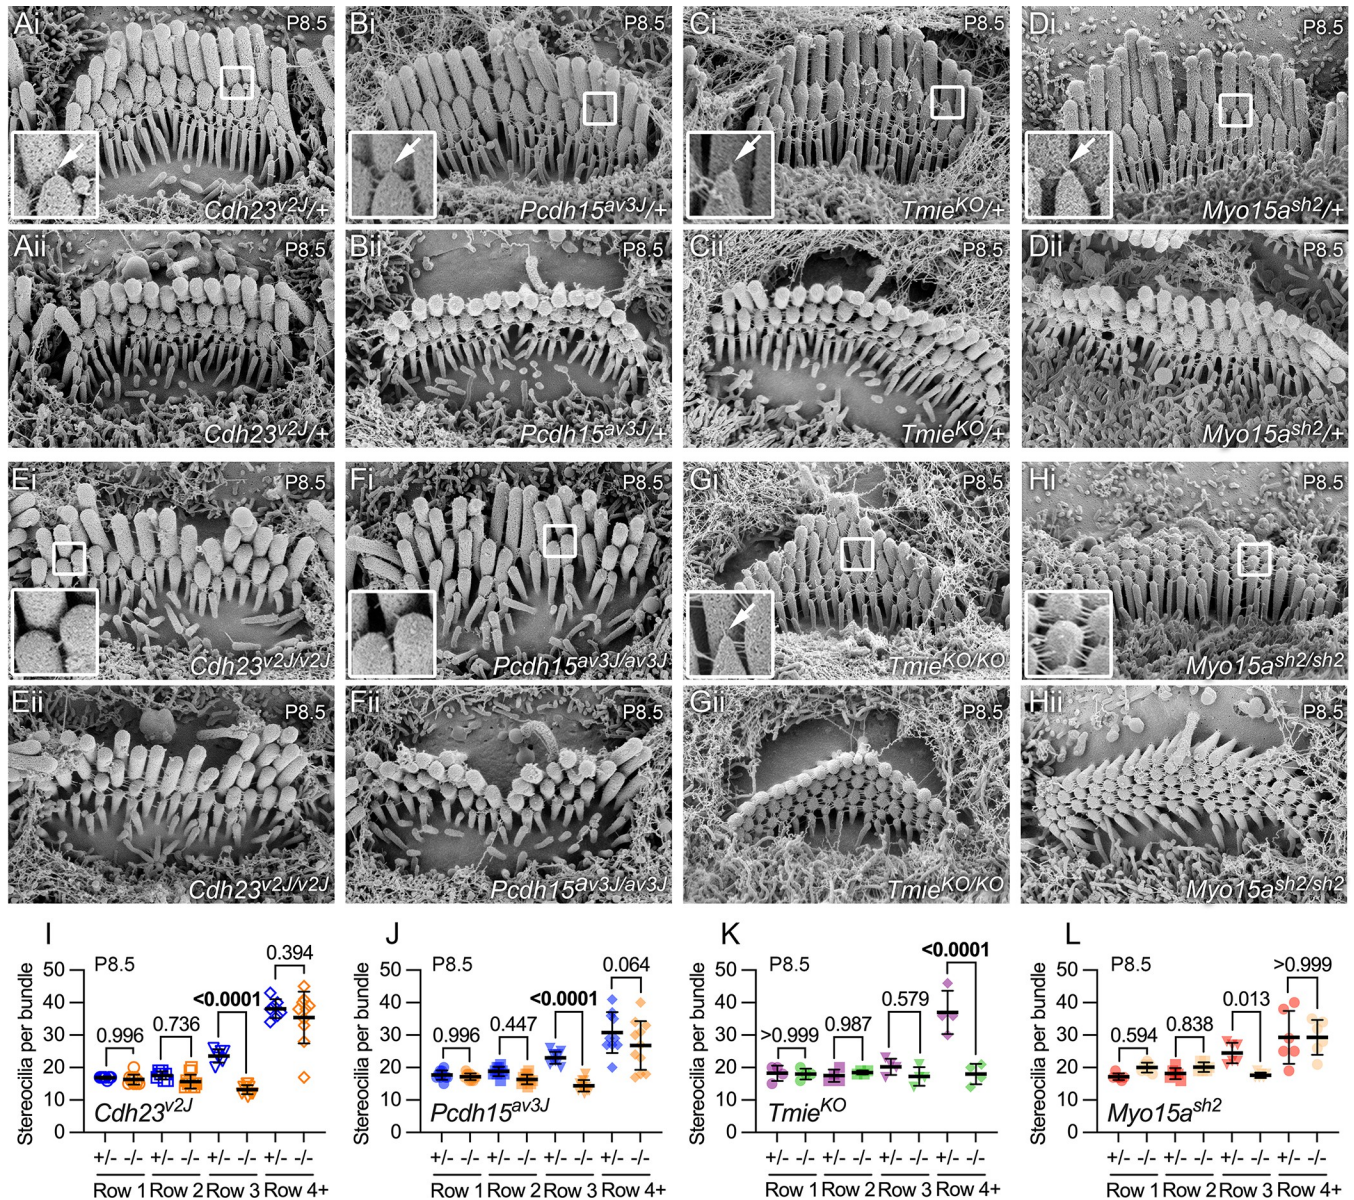 Ai P8.5 Cdh23v2J/+
Bi P8.5 Pcdh15av3J/+
Ci P8.5 TmieKO/+
Di P8.5 Myo15ash2/+
Aii P8.5 Cdh23v2J/+
Bii P8.5 Pcdh15av3J/+
Cii P8.5 TmieKO/+
Dii P8.5 Myo15ash2/+
Ei P8.5 Cdh23v2J/v2J
Fi P8.5 Pcdh15av3J/av3J
Gi P8.5 TmieKO/KO
Hi P8.5 Myo15ash2/sh2
Eii P8.5 Cdh23v2J/v2J
Fii P8.5 Pcdh15av3J/av3J
Gii P8.5 TmieKO/KO
Hii P8.5 Myo15ash2/sh2
I
Stereocilia per bundle
50
40
30
20
10
0
P8.5
0.996
0.736
<0.0001
0.394
Cdh23v2J
+/- -/- +/- -/- +/- -/- +/- -/-
Row 1 Row 2 Row 3 Row 4+
J
Stereocilia per bundle
50
40
30
20
10
0
P8.5
0.996
0.447
<0.0001
0.064
Pcdh15av3J
+/- -/- +/- -/- +/- -/- +/- -/-
Row 1 Row 2 Row 3 Row 4+
K
Stereocilia per bundle
50
40
30
20
10
0
P8.5
>0.999
0.987
0.579
<0.0001
TmieKO
+/- -/- +/- -/- +/- -/- +/- -/-
Row 1 Row 2 Row 3 Row 4+
L
Stereocilia per bundle
50
40
30
20
10
0
P8.5
0.594
0.838
0.013
>0.999
Myo15ash2
+/- -/- +/- -/- +/- -/- +/- -/-
Row 1 Row 2 Row 3 Row 4+